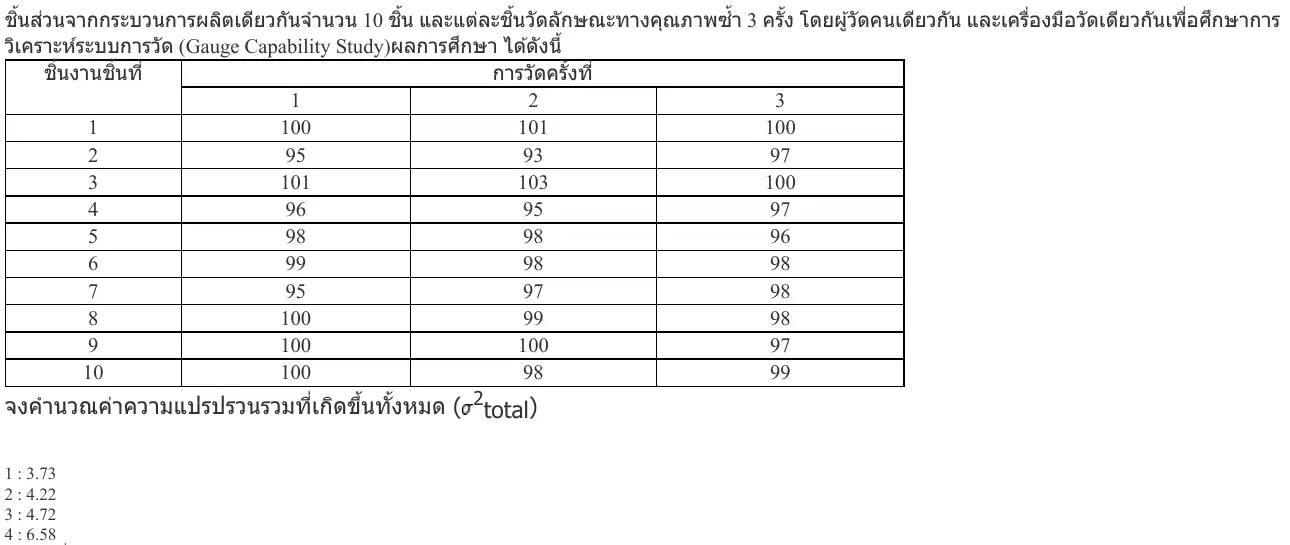 ชิ้นส่วนจากกระบวนการผลิตเดียวกันจำนวน 10 ชิ้น และแต่ละชิ้นวัดลักษณะทางคุณภาพซ้ำ 3 ครั้ง โดยผู้วัดคนเดียวกัน และเครื่องมือวัดเดียวกันเพื่อศึกษาการ
วิเคราะห์ระบบการวัด (Gauge Capability Study)ผลการศึกษา ได้ดังนี้
ชิ้นงานชิ้นที่ การวัดครั้งที่
1 2 3
1 100 101 100
2 95 93 97
3 101 103 100
4 96 95 97
5 98 98 96
6 99 98 98
7 95 97 98
8 100 99 98
9 100 100 97
10 100 98 99
จงคำนวณค่าความแปรปรวนรวมที่เกิดขึ้นทั้งหมด (σ²total)
1 : 3.73
2 : 4.22
3 : 4.72
4 : 6.58